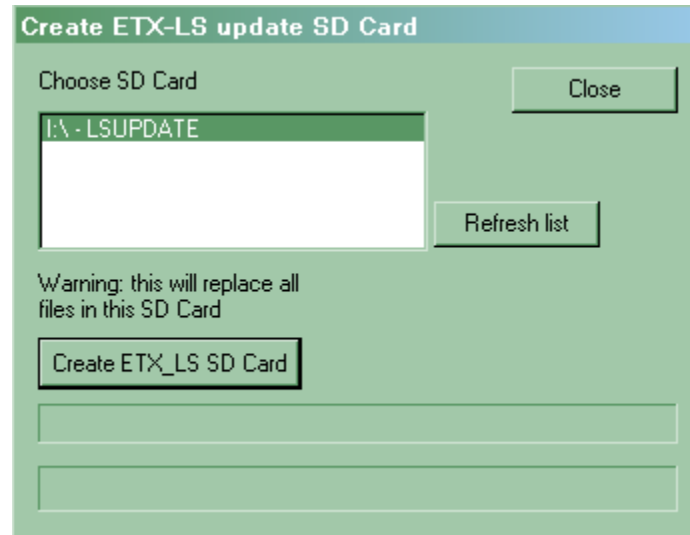 Create ETX-LS update SD Card
Choose SD Card
Close
I:\ - LSUPDATE
Refresh list
Warning: this will replace all
files in this SD Card
Create ETX_LS SD Card